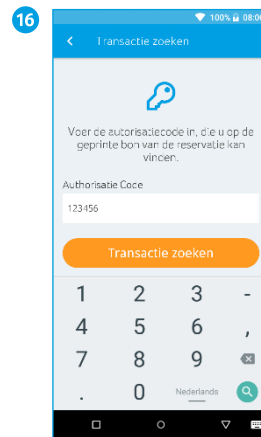 16
100% 08:00
Transactie zoeken
Voer de autorisatiecode in, die u op de
geprinte bon van de reservatie kan
vinden.
Authorisatie Code
123456
Transactie zoeken
1 2 3 -
4 5 6 ,
7 8 9
. 0 Nederlands